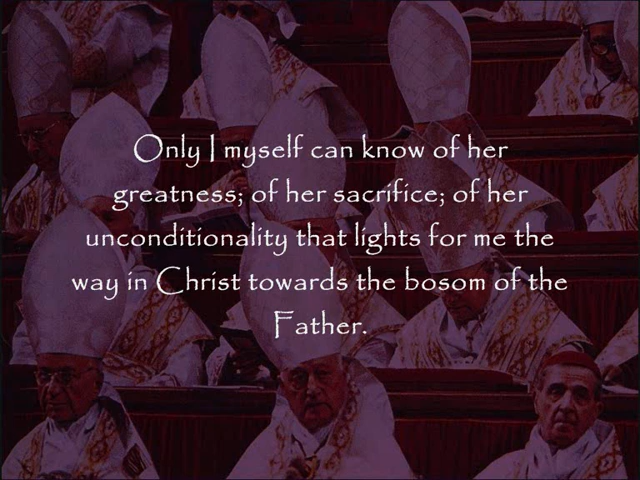 Only I myself can know of her
greatness; of her sacrifice; of her
unconditionality that lights for me the
way in Christ towards the bosom of the
Father.